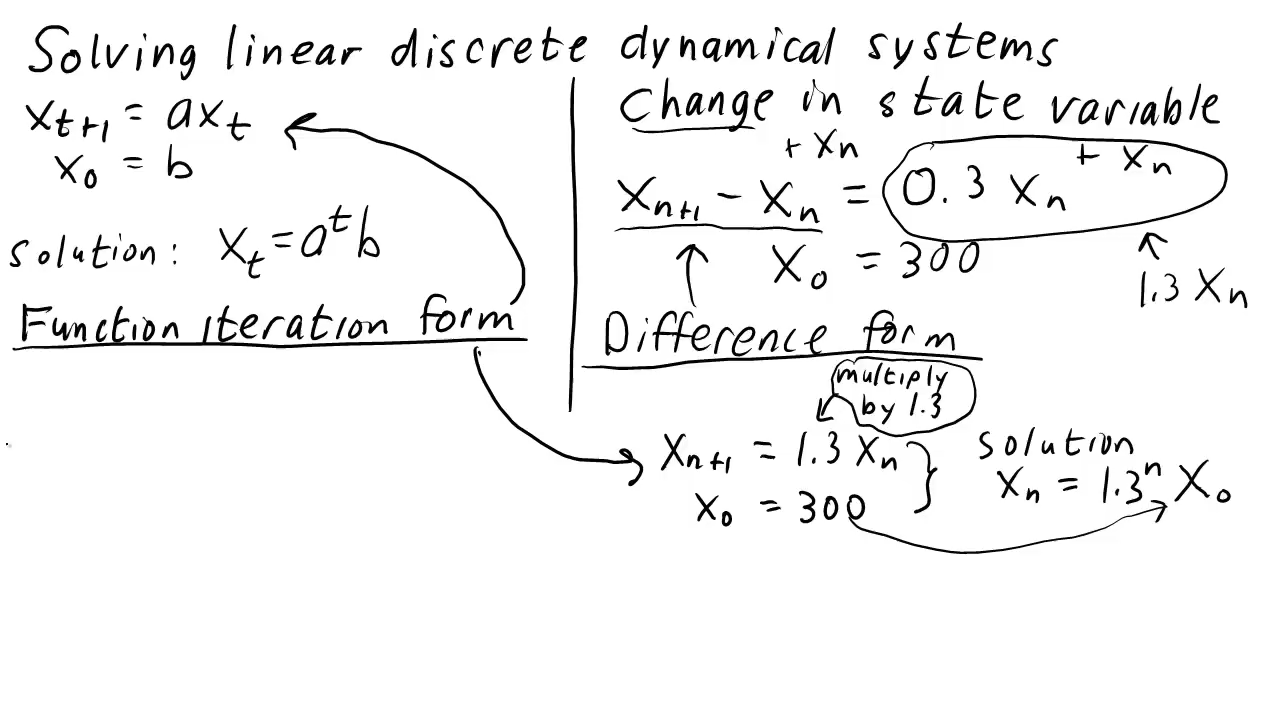 Solving linear discrete dynamical systems
x_{t+1} = ax_t
x_0 = b
solution: x_t = a^t b
Function iteration form
Change in state variable
+ x_n
x_{n+1} - x_n = 0.3 x_n + x_n
x_0 = 300
1.3 x_n
Difference form
multiply
by 1.3
x_{n+1} = 1.3 x_n
x_0 = 300
solution
x_n = 1.3^n x_0